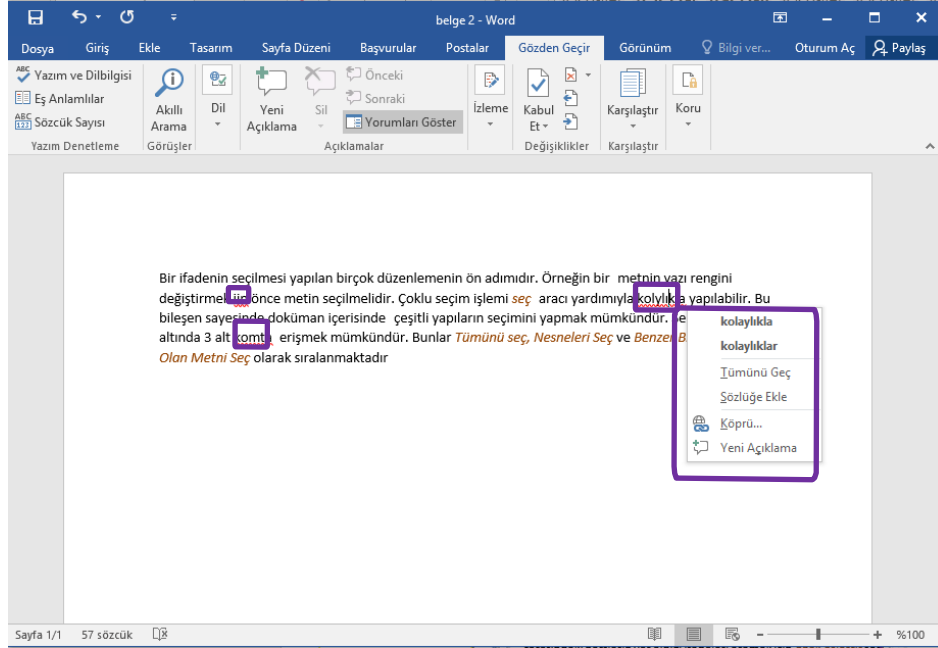 belge 2 - Word
Dosya Giriş Ekle Tasarım Sayfa Düzeni Başvurular Postalar Gözden Geçir Görünüm Bilgi ver... Oturum Aç Paylaş
ABC Yazım ve Dilbilgisi
Eş Anlamlılar
ABC 123 Sözcük Sayısı
Yazım Denetleme
Akıllı Arama
Görüşler
Dil
Yeni Açıklama
Sil
Önceki
Sonraki
Yorumları Göster
Açıklamalar
İzleme
Kabul Et
Değişiklikler
Karşılaştır
Karşılaştır
Koru
Bir ifadenin seçilmesi yapılan birçok düzenlemenin ön adımıdır. Örneğin bir metnin yazı rengini
değiştirmek iin önce metin seçilmelidir. Çoklu seçim işlemi seç aracı yardımıyla kolylıkla yapılabilir. Bu
bileşen sayesinde doküman içerisinde çeşitli yapıların seçimini yapmak mümkündür. Se
altında 3 alt komta erişmek mümkündür. Bunlar Tümünü seç, Nesneleri Seç ve Benzer B
Olan Metni Seç olarak sıralanmaktadır
kolaylıkla
kolaylıklar
Tümünü Geç
Sözlüğe Ekle
Köprü...
Yeni Açıklama
Sayfa 1/1 57 sözcük %100